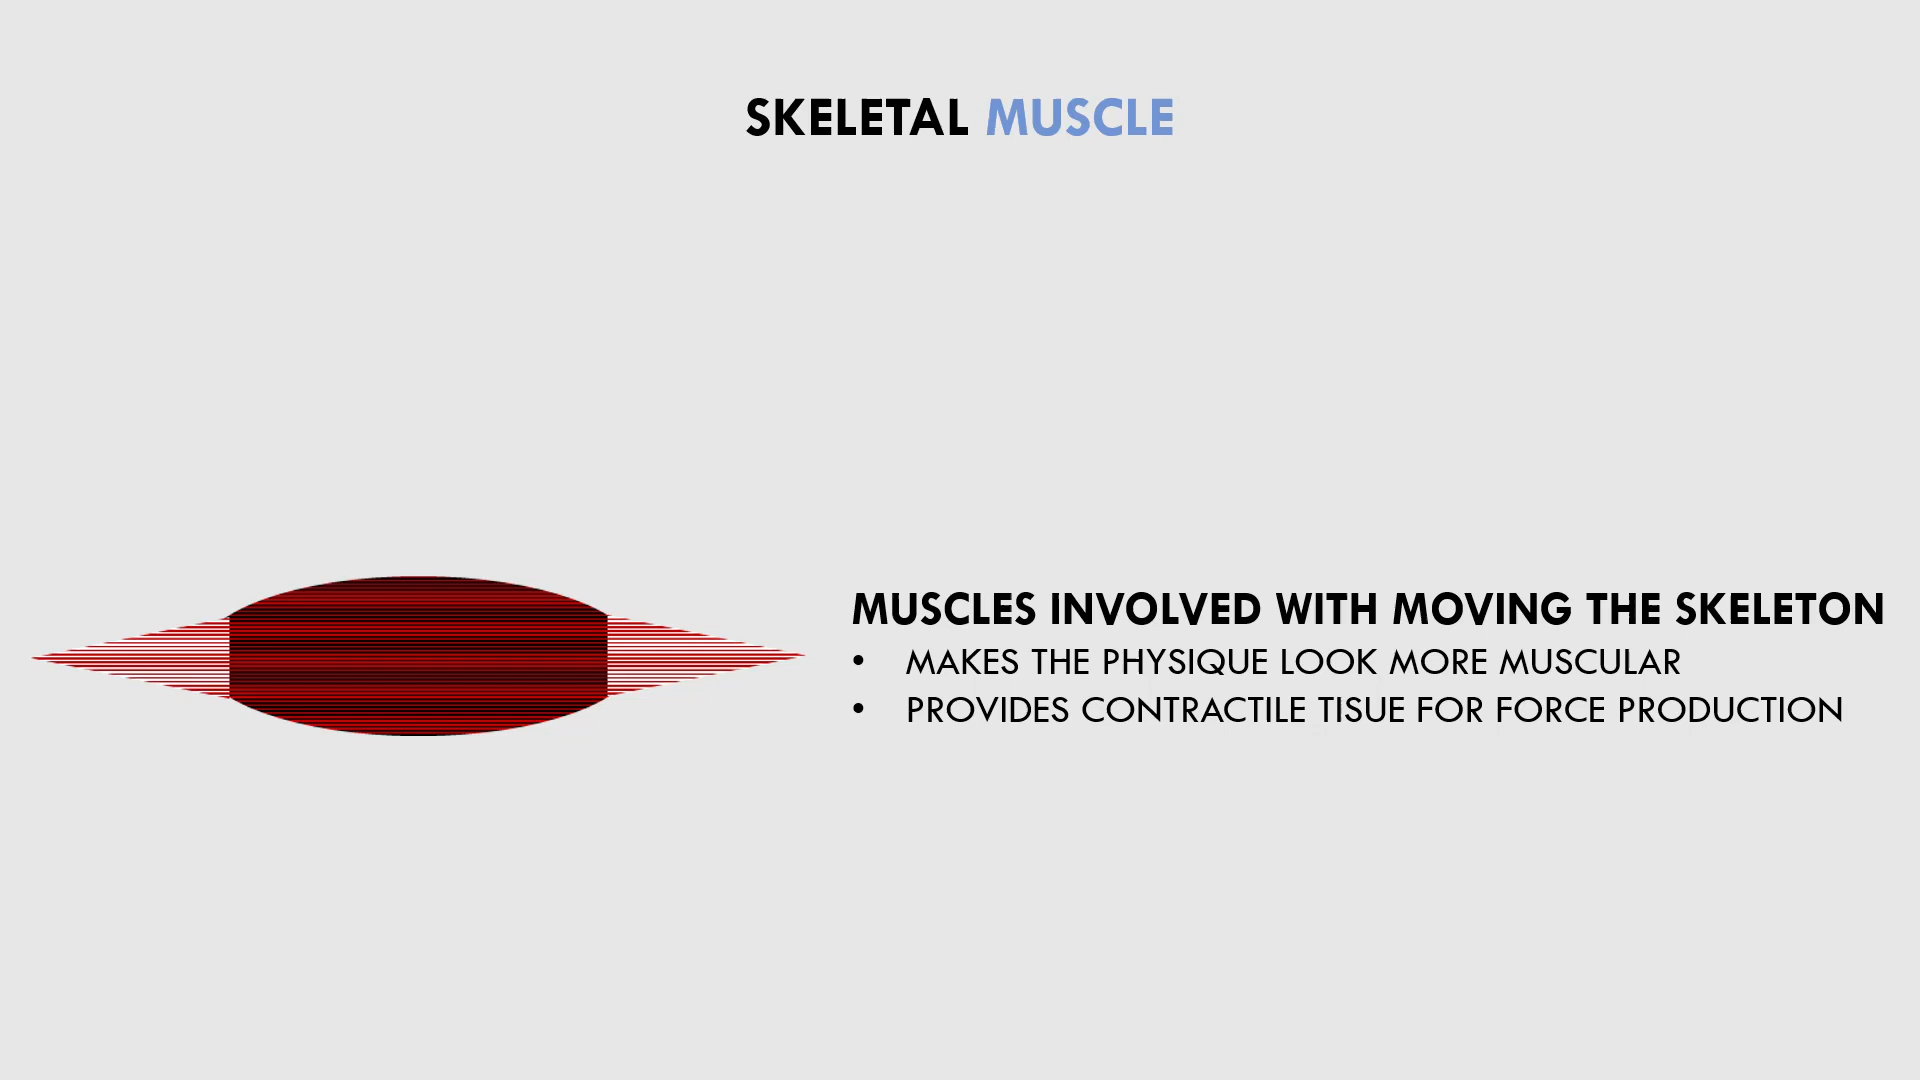 SKELETAL MUSCLE
MUSCLES INVOLVED WITH MOVING THE SKELETON
• MAKES THE PHYSIQUE LOOK MORE MUSCULAR
• PROVIDES CONTRACTILE TISUE FOR FORCE PRODUCTION